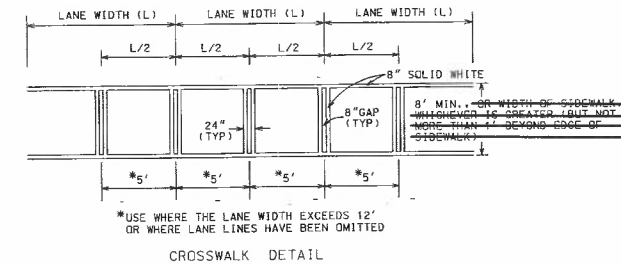 LANE WIDTH (L) LANE WIDTH (L) LANE WIDTH (L)
L/2 L/2 L/2 L/2
8" SOLID WHITE
8' MIN., OR WIDTH OF SIDEWALK
WHICHEVER IS GREATER (BUT NOT
MORE THAN 1' BEYOND EDGE OF
SIDEWALK)
24"
(TYP)
8"GAP
(TYP)
*5' *5' *5' *5'
*USE WHERE THE LANE WIDTH EXCEEDS 12'
OR WHERE LANE LINES HAVE BEEN OMITTED
CROSSWALK DETAIL